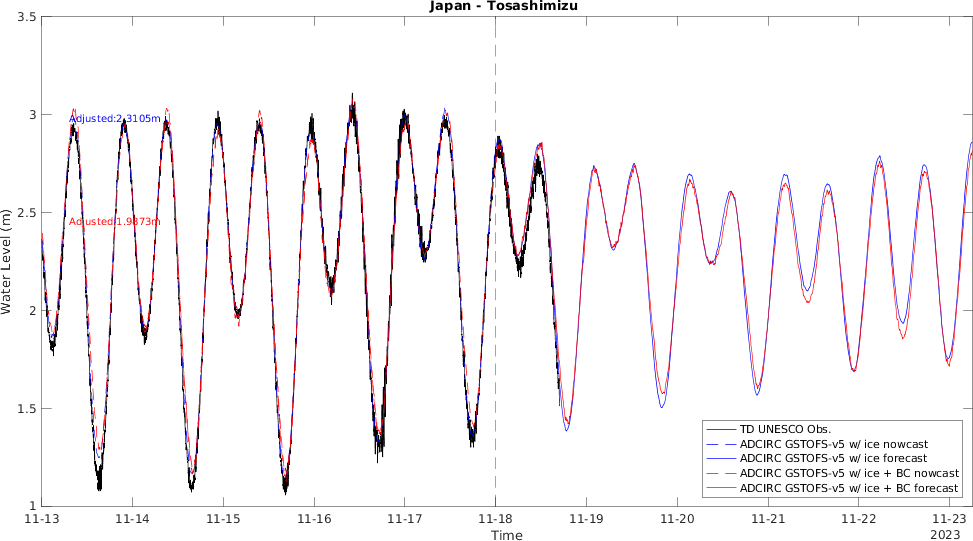 Japan - Tosashimizu
3.5
3
2.5
2
1.5
1
Water Level (m)
Adjusted:2.3105m
Adjusted:1.9873m
TD UNESCO Obs.
ADCIRC GSTOFS-v5 w/ ice nowcast
ADCIRC GSTOFS-v5 w/ ice forecast
ADCIRC GSTOFS-v5 w/ ice + BC nowcast
ADCIRC GSTOFS-v5 w/ ice + BC forecast
11-13 11-14 11-15 11-16 11-17 11-18 11-19 11-20 11-21 11-22 11-23
2023
Time